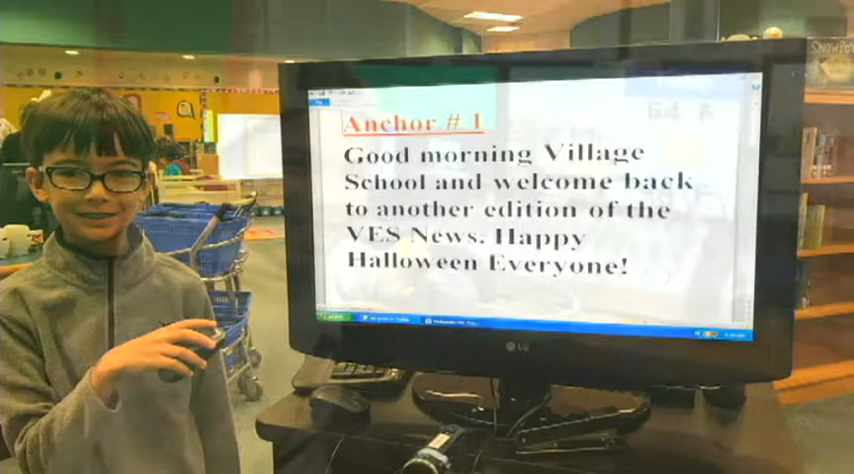 Anchor # 1
Good morning Village
School and welcome back
to another edition of the
VES News. Happy
Halloween Everyone!
LG